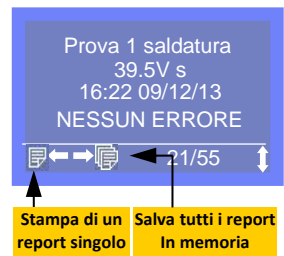 Prova 1 saldatura
39.5V s
16:22 09/12/13
NESSUN ERRORE
21/55
Stampa di un
report singolo
Salva tutti i report
In memoria